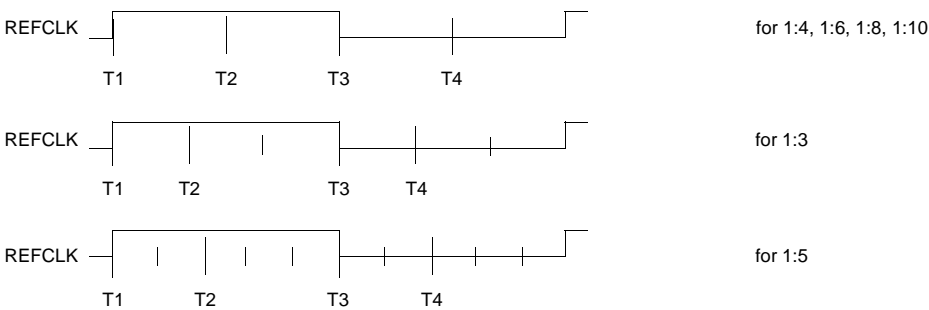 REFCLK for 1:4, 1:6, 1:8, 1:10
T1 T2 T3 T4
REFCLK for 1:3
T1 T2 T3 T4
REFCLK for 1:5
T1 T2 T3 T4